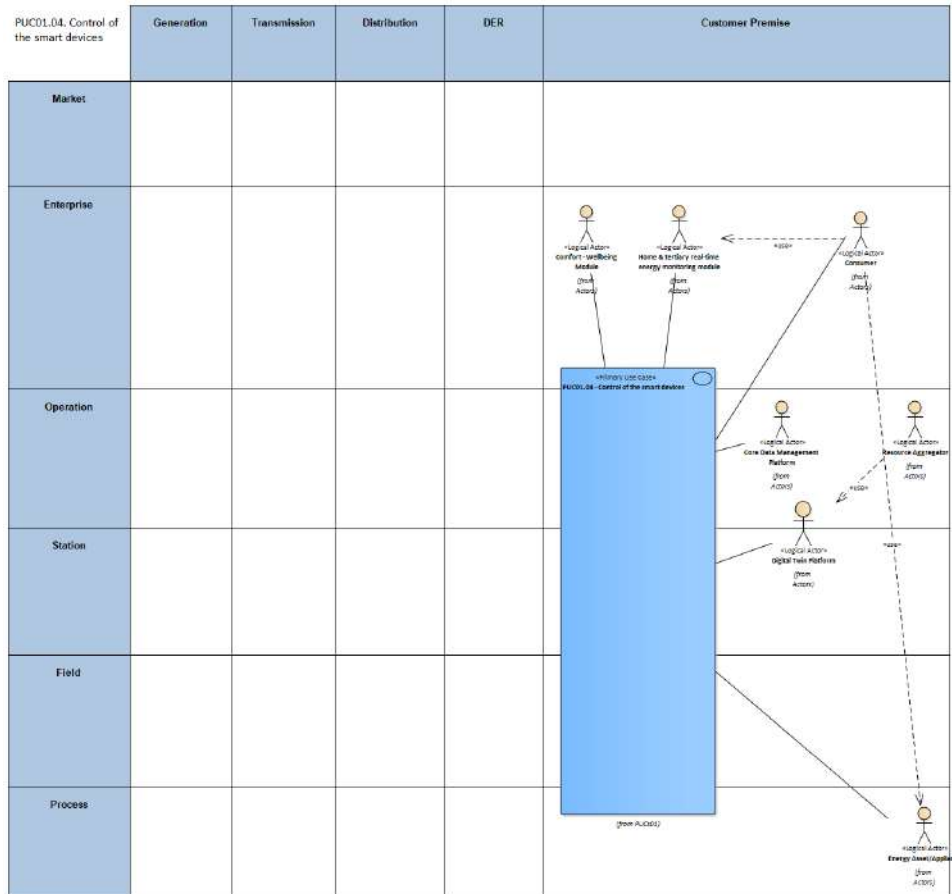 PUC01.04. Control of
the smart devices
Generation
Transmission
Distribution
DER
Customer Premise
Market
Enterprise
«Logical Actor»
Comfort - Wellbeing
Module
(from
Actors)
«Logical Actor»
Home & tertiary real-time
energy monitoring module
(from
Actors)
«use»
«Logical Actor»
Consumer
(from
Actors)
«Primary Use Case»
PUC01.04 - Control of the smart devices
Operation
«Logical Actor»
Core Data Management
Platform
(from
Actors)
«Logical Actor»
Resource Aggregator
(from
Actors)
«use»
Station
«Logical Actor»
Digital Twin Platform
(from
Actors)
«use»
Field
Process
(from PUCs01)
«Logical Actor»
Energy Asset/Applia
(from
Actors)